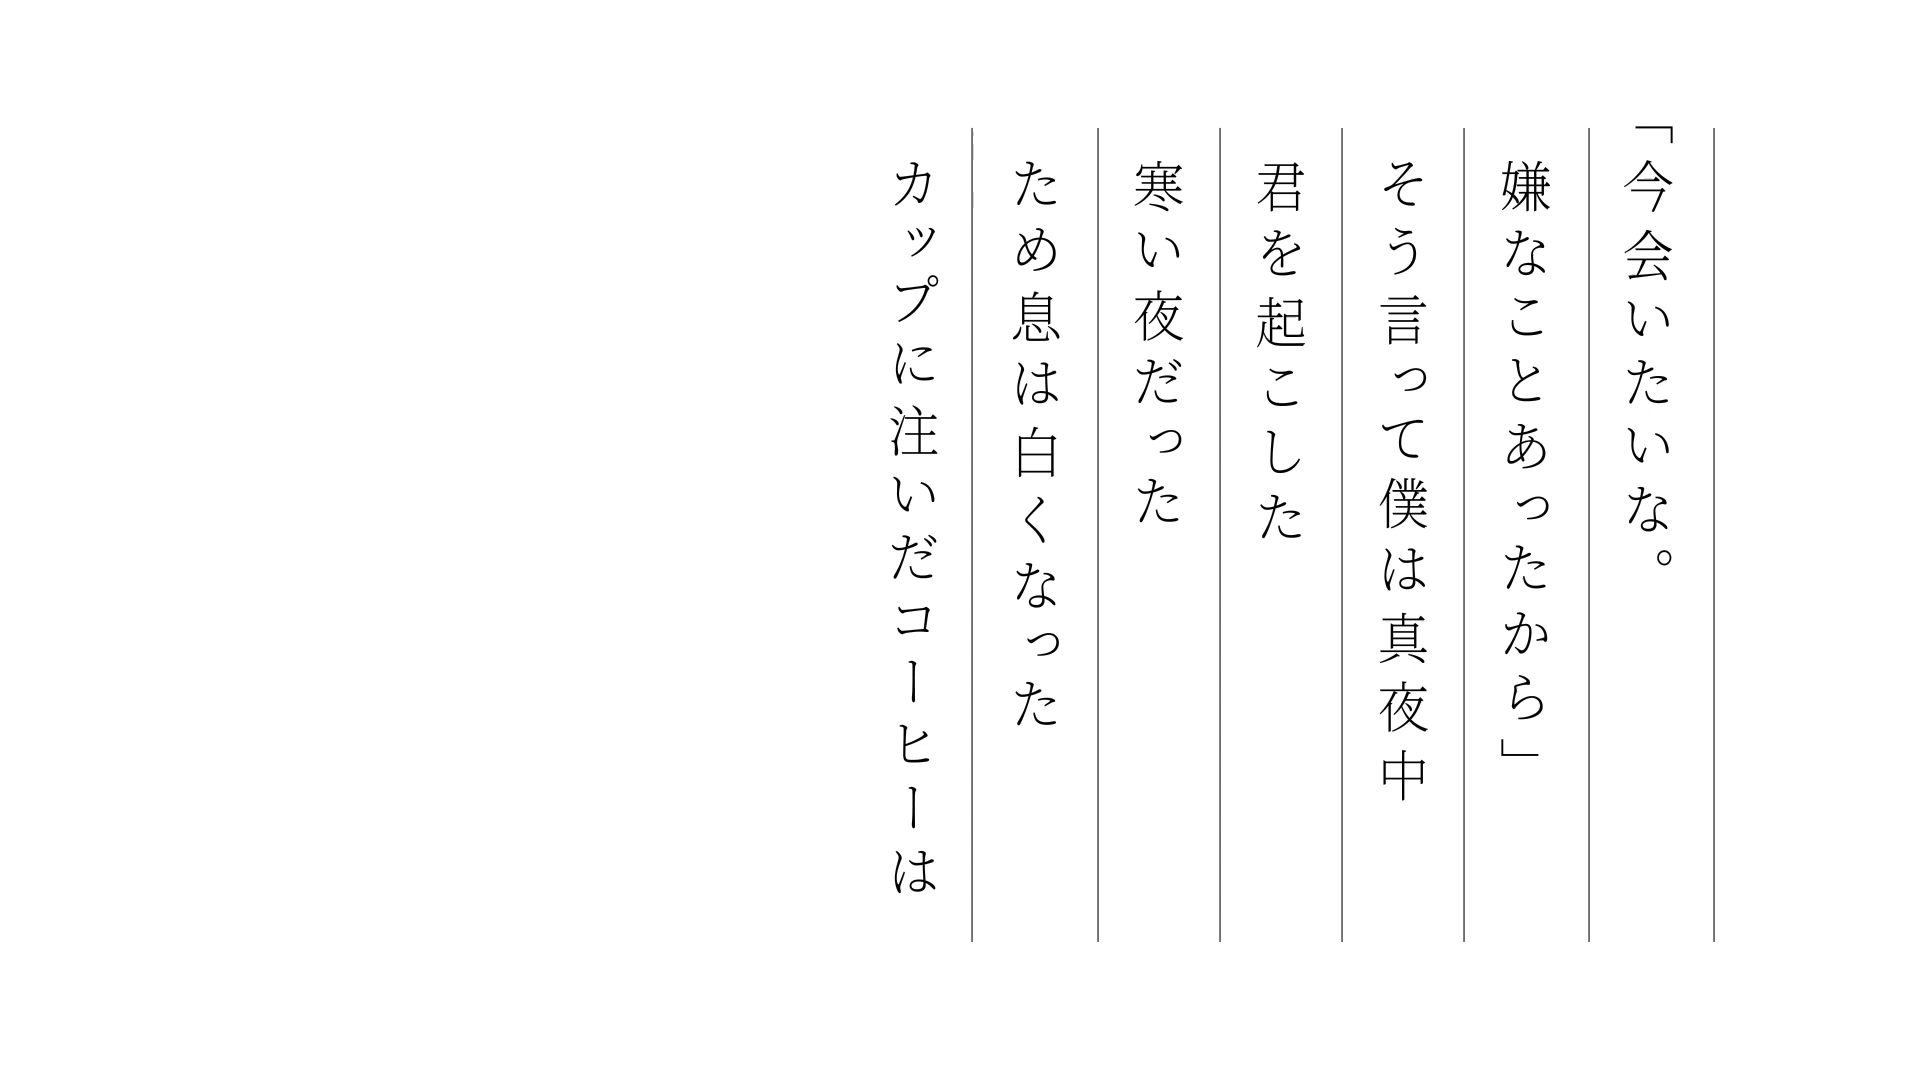 「今会いたいな。
嫌なことあったから」
そう言って僕は真夜中
君を起こした
寒い夜だった
ため息は白くなった
カップに注いだコーヒーは